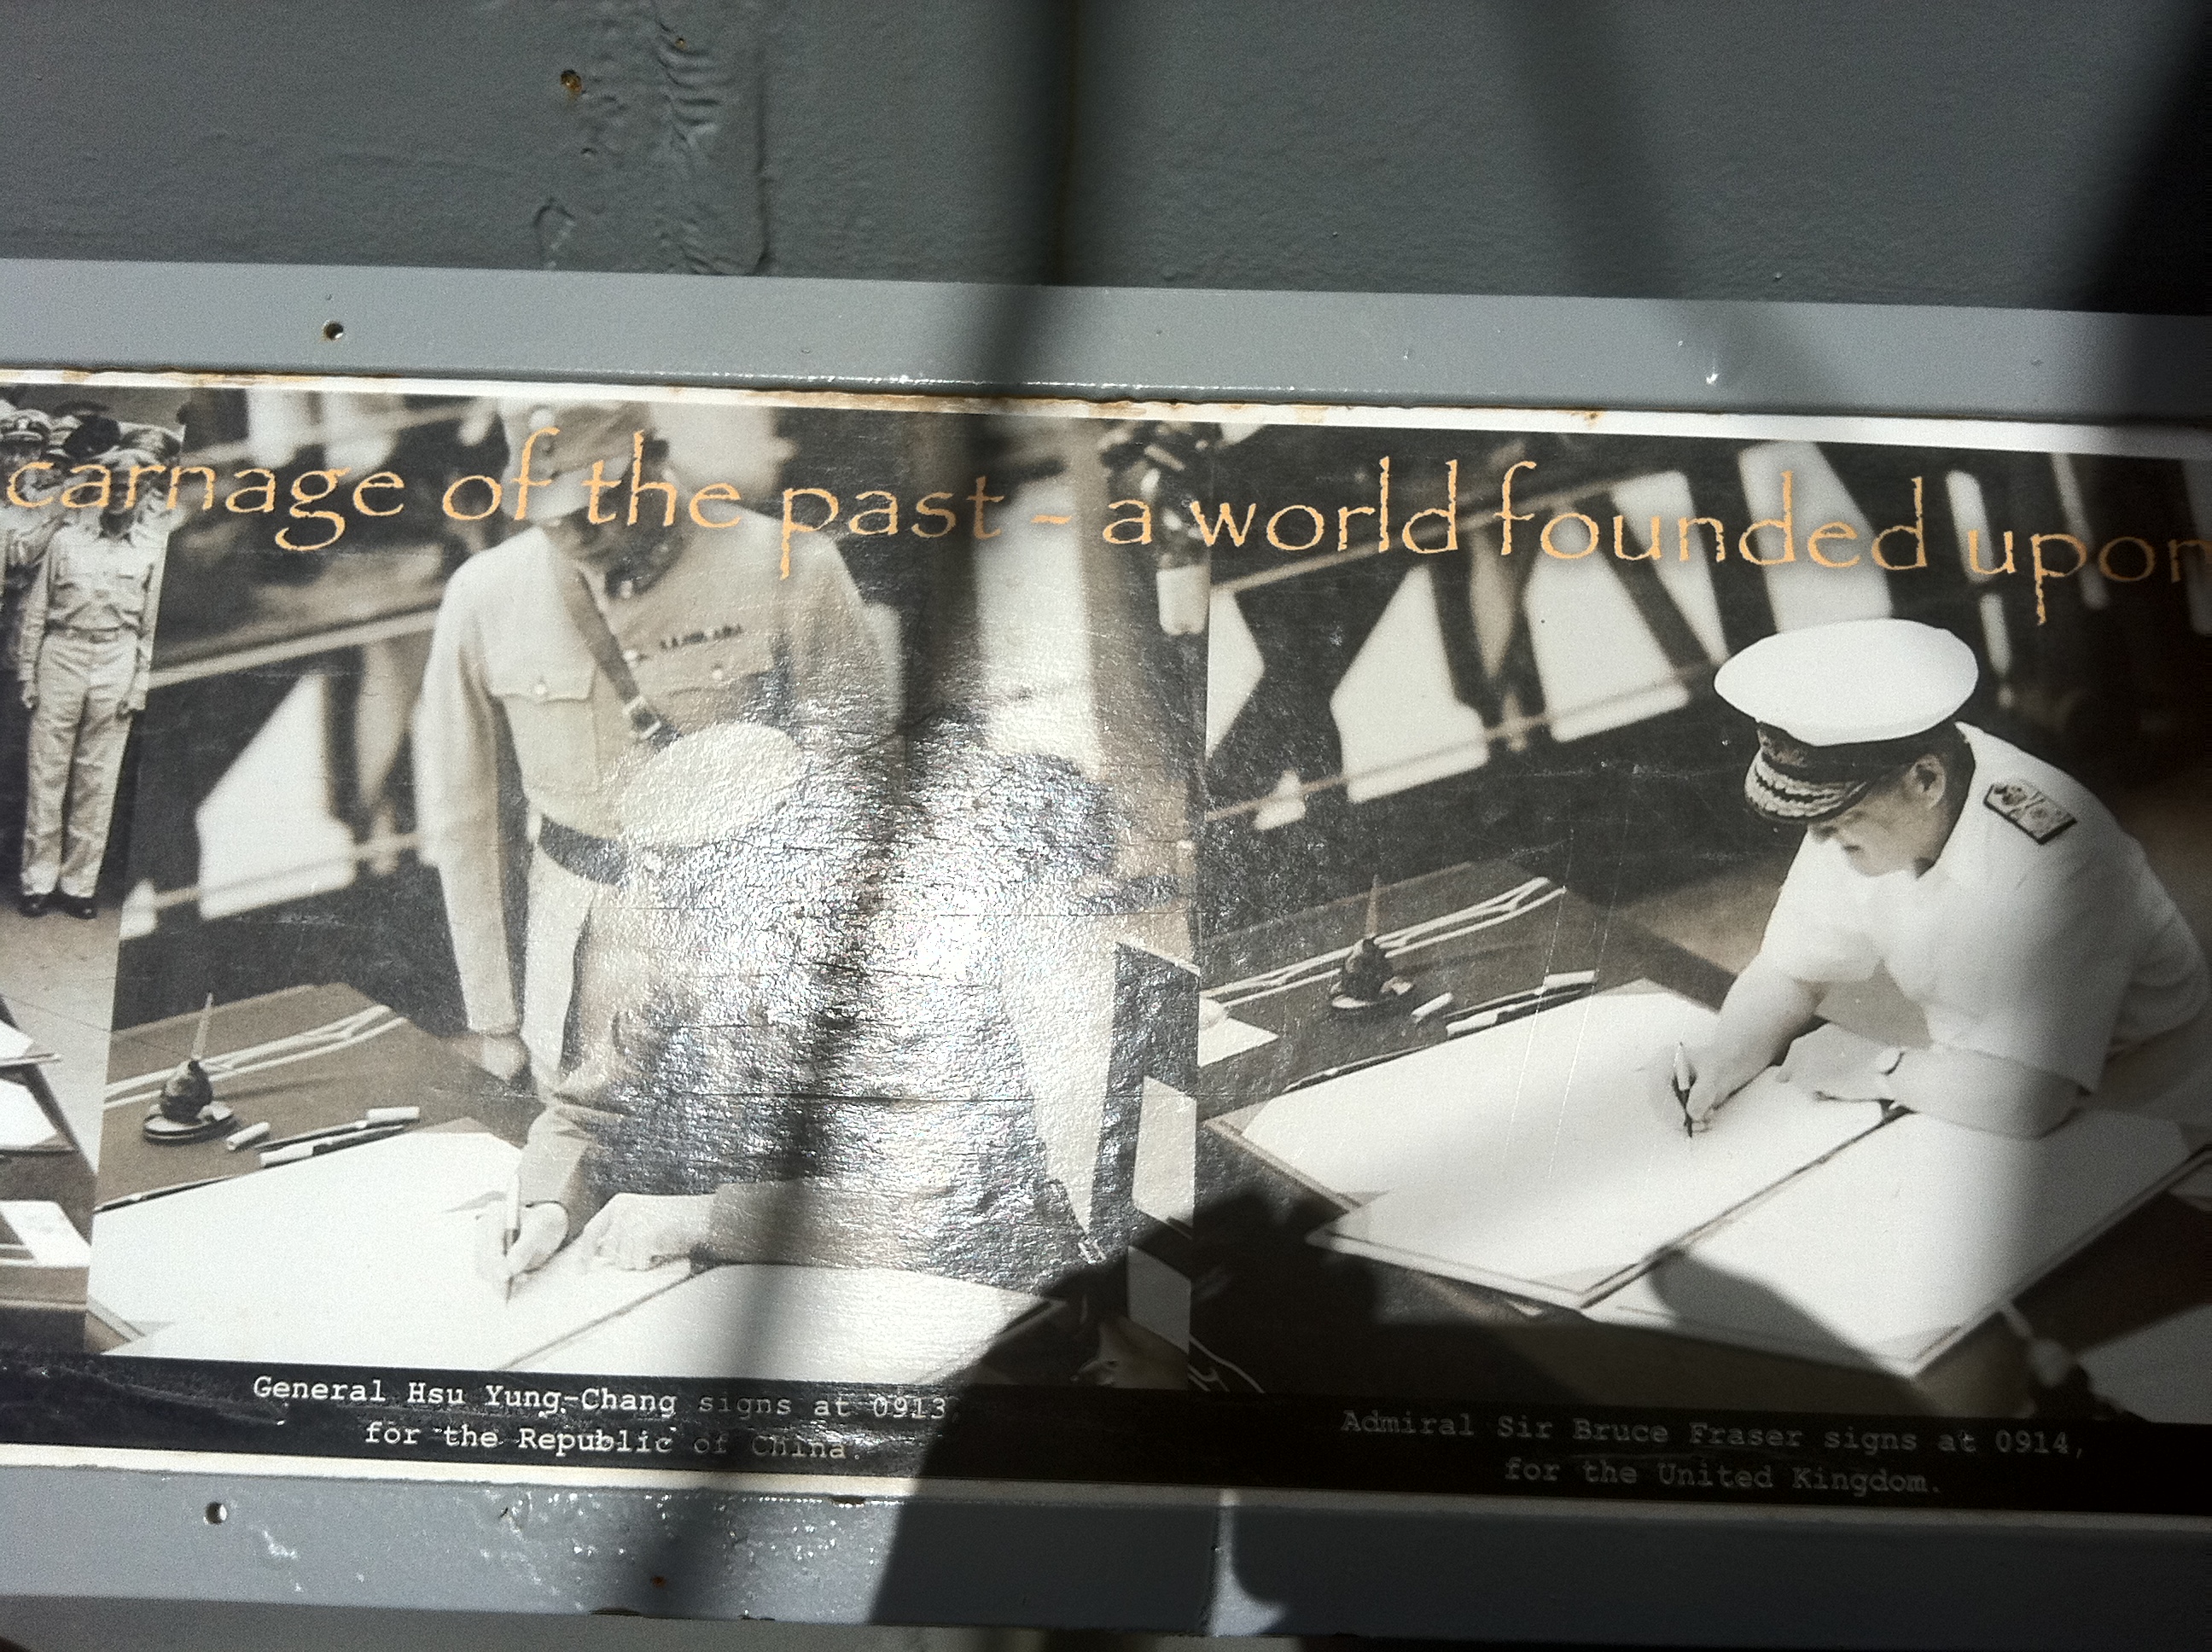 carnage of the past - a world founded upon
General Hsu Yung-Chang signs at 0913,
for the Republic of China.
Admiral Sir Bruce Fraser signs at 0914,
for the United Kingdom.